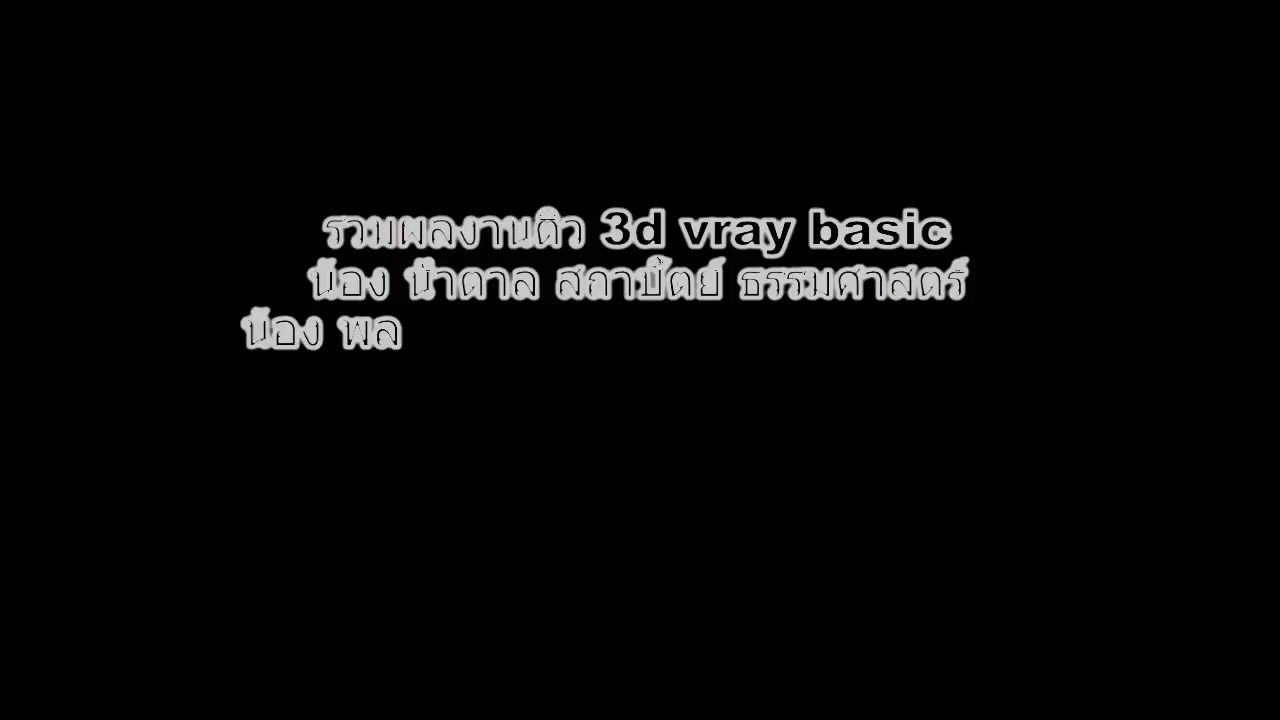 รวมผลงานติว 3d vray basic
น้อง น้ำตาล สถาปัตย์ ธรรมศาสตร์
น้อง พล